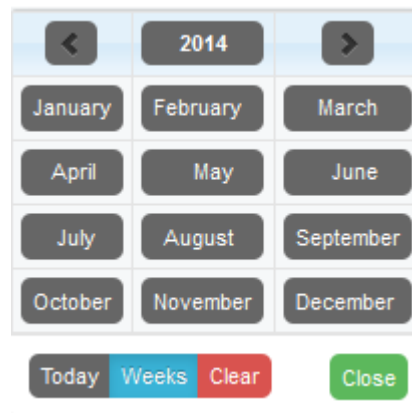 2014
January February March
April May June
July August September
October November December
Today Weeks Clear Close